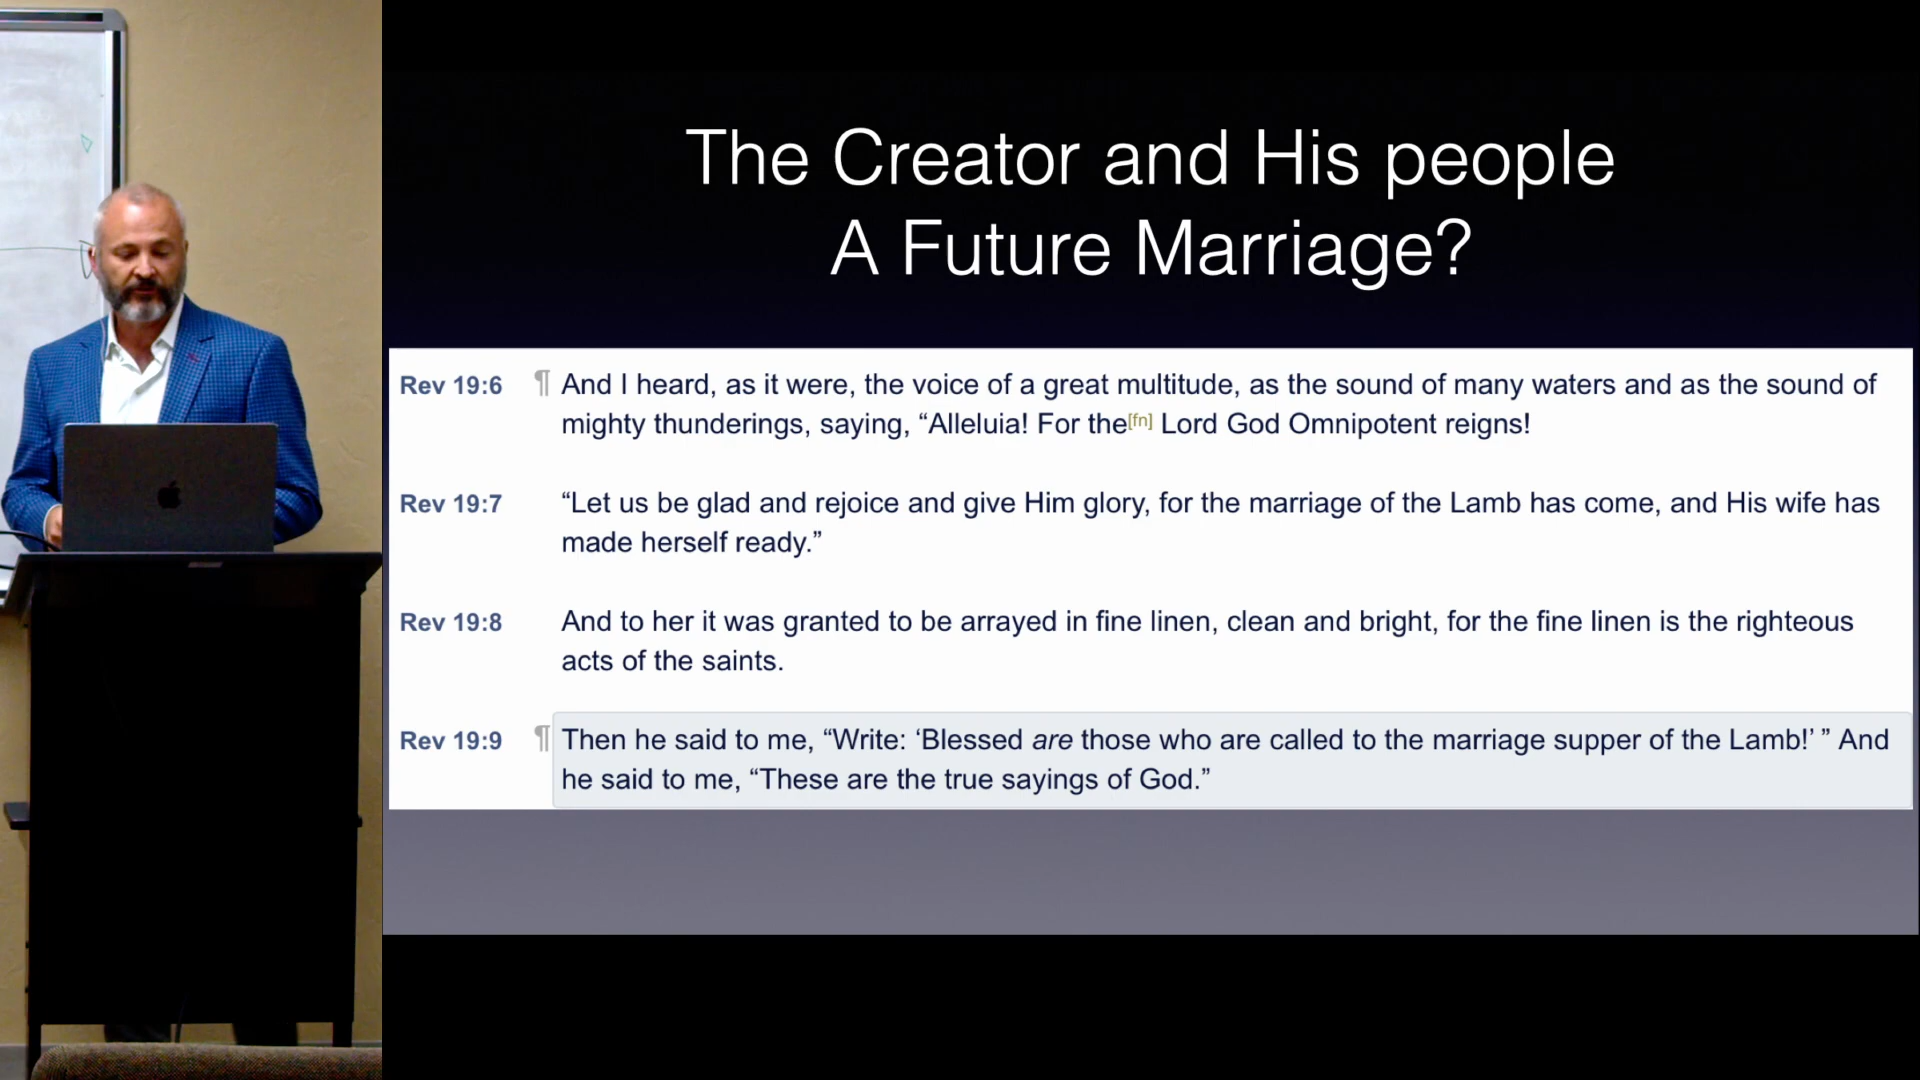 The Creator and His people
A Future Marriage?
Rev 19:6 ¶ And I heard, as it were, the voice of a great multitude, as the sound of many waters and as the sound of
mighty thunderings, saying, “Alleluia! For the[fn] Lord God Omnipotent reigns!
Rev 19:7 “Let us be glad and rejoice and give Him glory, for the marriage of the Lamb has come, and His wife has
made herself ready.”
Rev 19:8 And to her it was granted to be arrayed in fine linen, clean and bright, for the fine linen is the righteous
acts of the saints.
Rev 19:9 ¶ Then he said to me, “Write: ‘Blessed are those who are called to the marriage supper of the Lamb!’ ” And
he said to me, “These are the true sayings of God.”